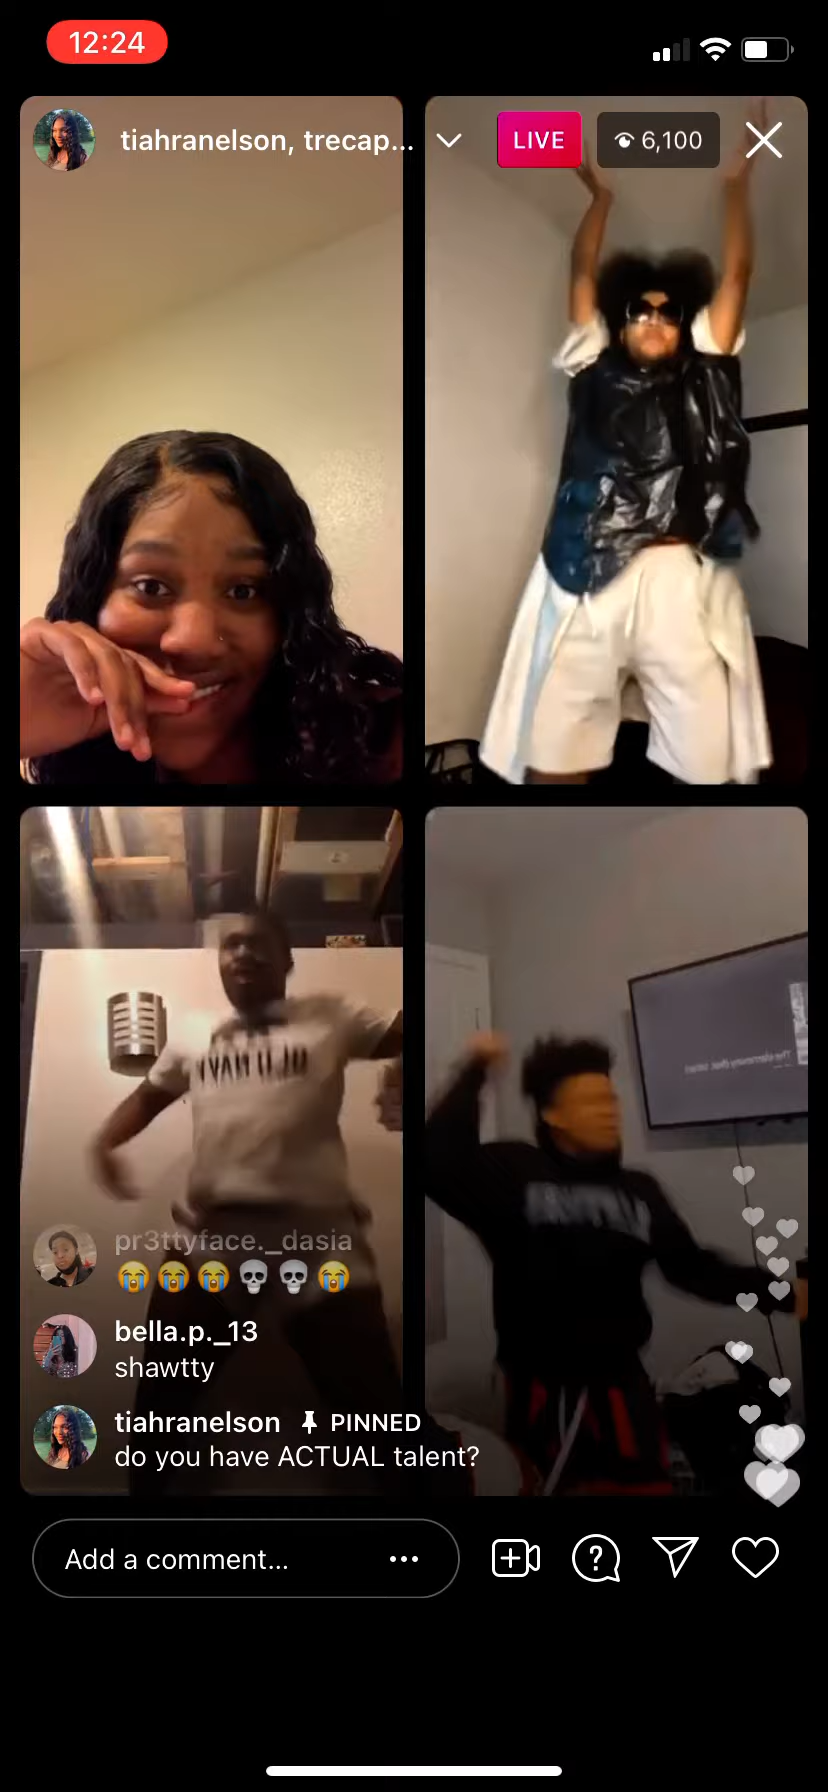 12:24
tiahranelson, trecap...
LIVE
6,100
pr3ttyface._dasia
😭😭😭💀💀😭
bella.p._13
shawtty
tiahranelson PINNED
do you have ACTUAL talent?
Add a comment...